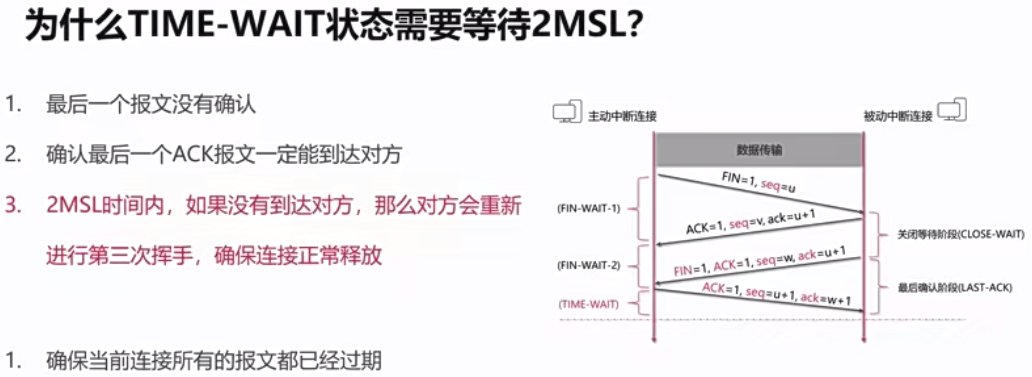 为什么TIME-WAIT状态需要等待2MSL?
1. 最后一个报文没有确认
2. 确认最后一个ACK报文一定能到达对方
3. 2MSL时间内，如果没有到达对方，那么对方会重新
进行第三次挥手，确保连接正常释放
1. 确保当前连接所有的报文都已经过期
主动中断连接
被动中断连接
数据传输
FIN=1, seq=u
(FIN-WAIT-1)
ACK=1, seq=v, ack=u+1
关闭等待阶段(CLOSE-WAIT)
(FIN-WAIT-2)
FIN=1, ACK=1, seq=w, ack=u+1
最后确认阶段(LAST-ACK)
(TIME-WAIT)
ACK=1, seq=u+1, ack=w+1